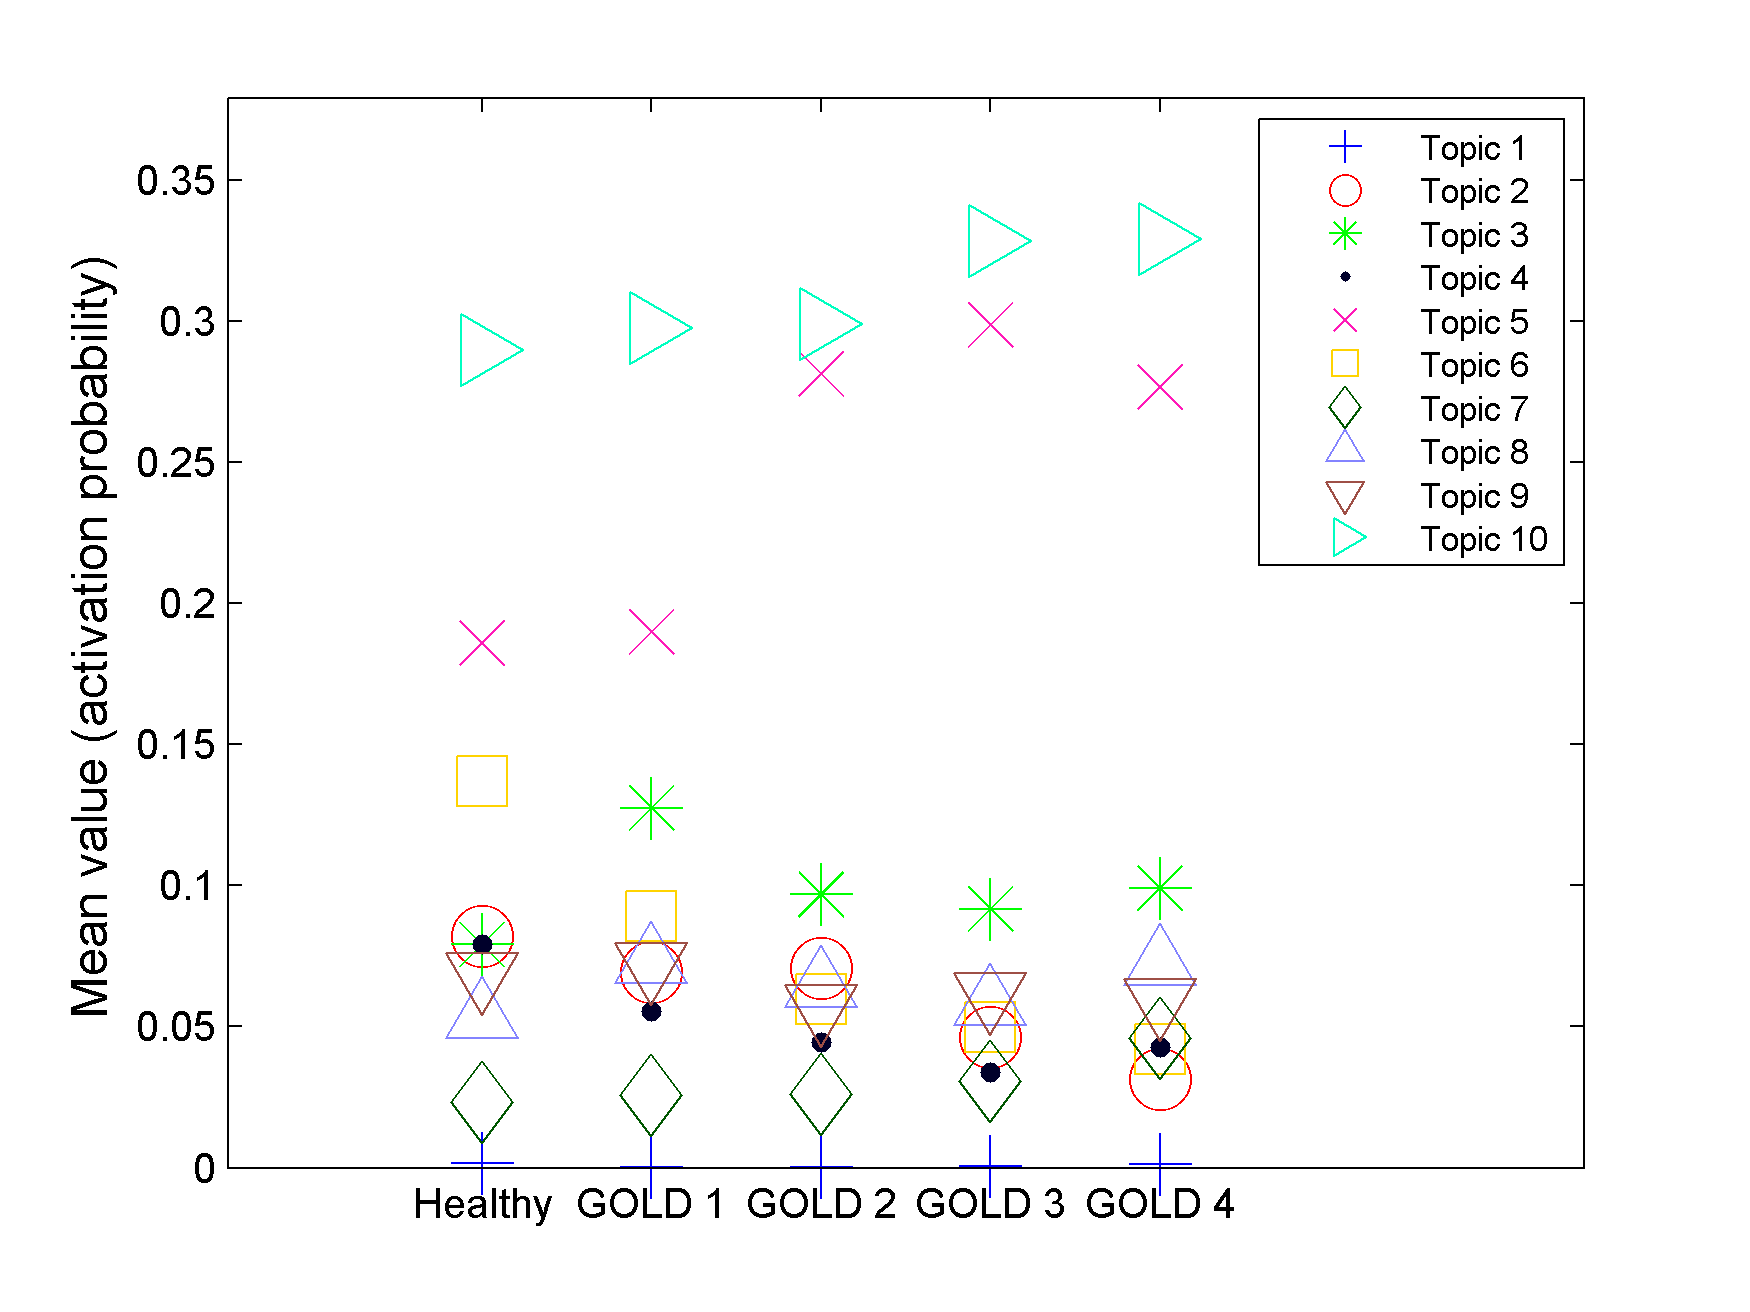 Mean value (activation probability)
0.35
0.3
0.25
0.2
0.15
0.1
0.05
0
Healthy GOLD 1 GOLD 2 GOLD 3 GOLD 4
Topic 1
Topic 2
Topic 3
Topic 4
Topic 5
Topic 6
Topic 7
Topic 8
Topic 9
Topic 10